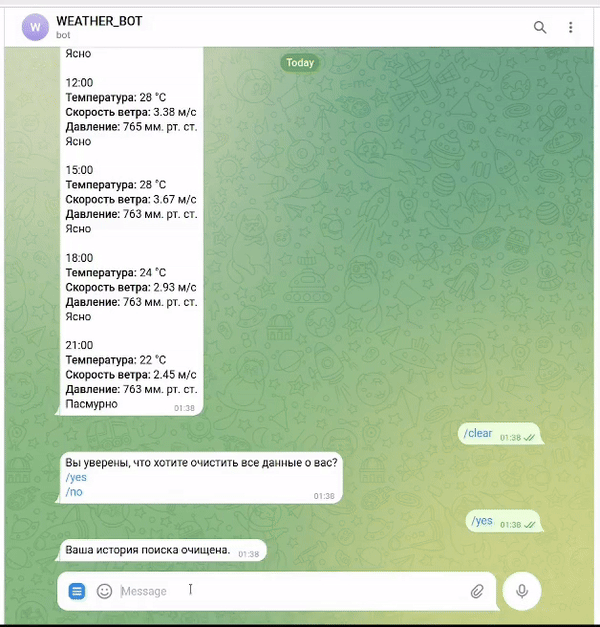 W
WEATHER_BOT
bot
Today
Ясно
12:00
Температура: 28 °C
Скорость ветра: 3.38 м/с
Давление: 765 мм. рт. ст.
Ясно
15:00
Температура: 28 °C
Скорость ветра: 3.67 м/с
Давление: 763 мм. рт. ст.
Ясно
18:00
Температура: 24 °C
Скорость ветра: 2.93 м/с
Давление: 763 мм. рт. ст.
Ясно
21:00
Температура: 22 °C
Скорость ветра: 2.45 м/с
Давление: 763 мм. рт. ст.
Пасмурно
01:38
/clear 01:38
Вы уверены, что хотите очистить все данные о вас?
/yes
/no
01:38
/yes 01:38
Ваша история поиска очищена. 01:38
Message